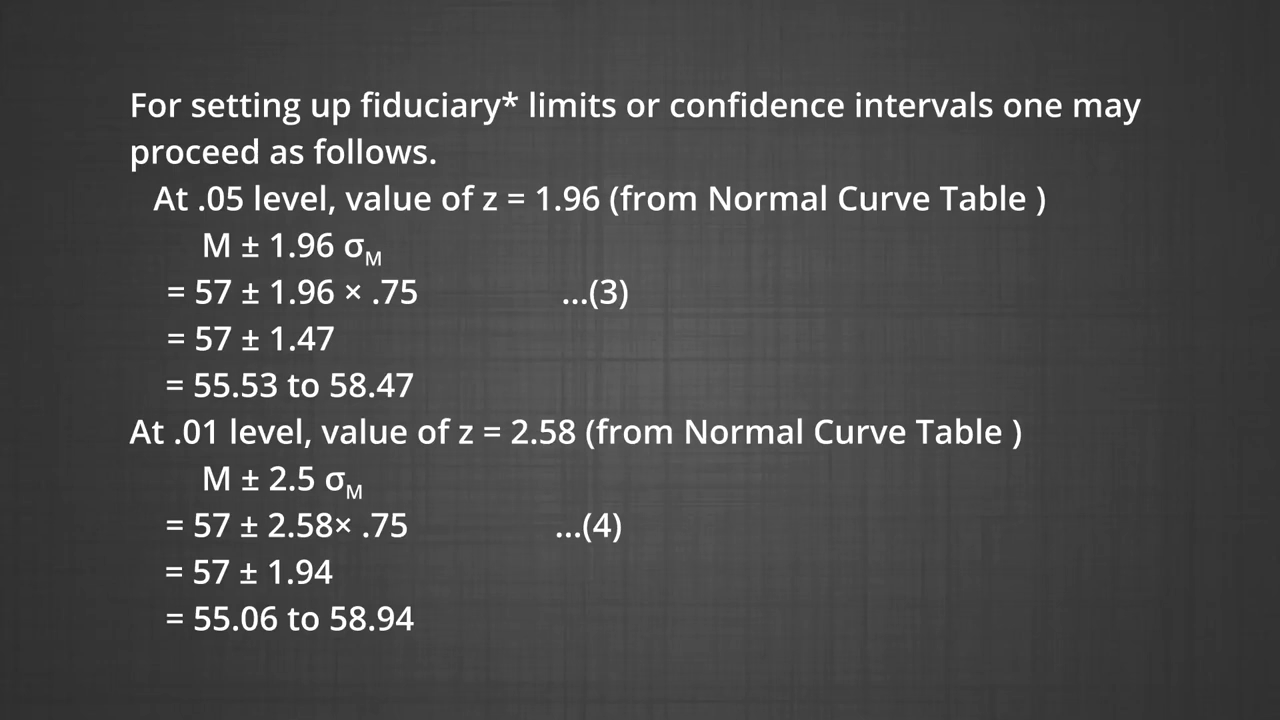 For setting up fiduciary* limits or confidence intervals one may
proceed as follows.
At .05 level, value of z = 1.96 (from Normal Curve Table )
M ± 1.96 σM
= 57 ± 1.96 × .75 ...(3)
= 57 ± 1.47
= 55.53 to 58.47
At .01 level, value of z = 2.58 (from Normal Curve Table )
M ± 2.5 σM
= 57 ± 2.58× .75 ...(4)
= 57 ± 1.94
= 55.06 to 58.94